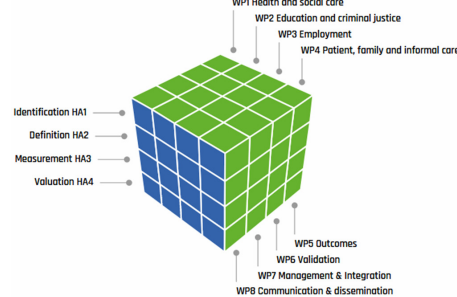 WP1 Health and social care
WP2 Education and criminal justice
WP3 Employment
WP4 Patient, family and informal care
Identification HA1
Definition HA2
Measurement HA3
Valuation HA4
WP5 Outcomes
WP6 Validation
WP7 Management & Integration
WP8 Communication & dissemination